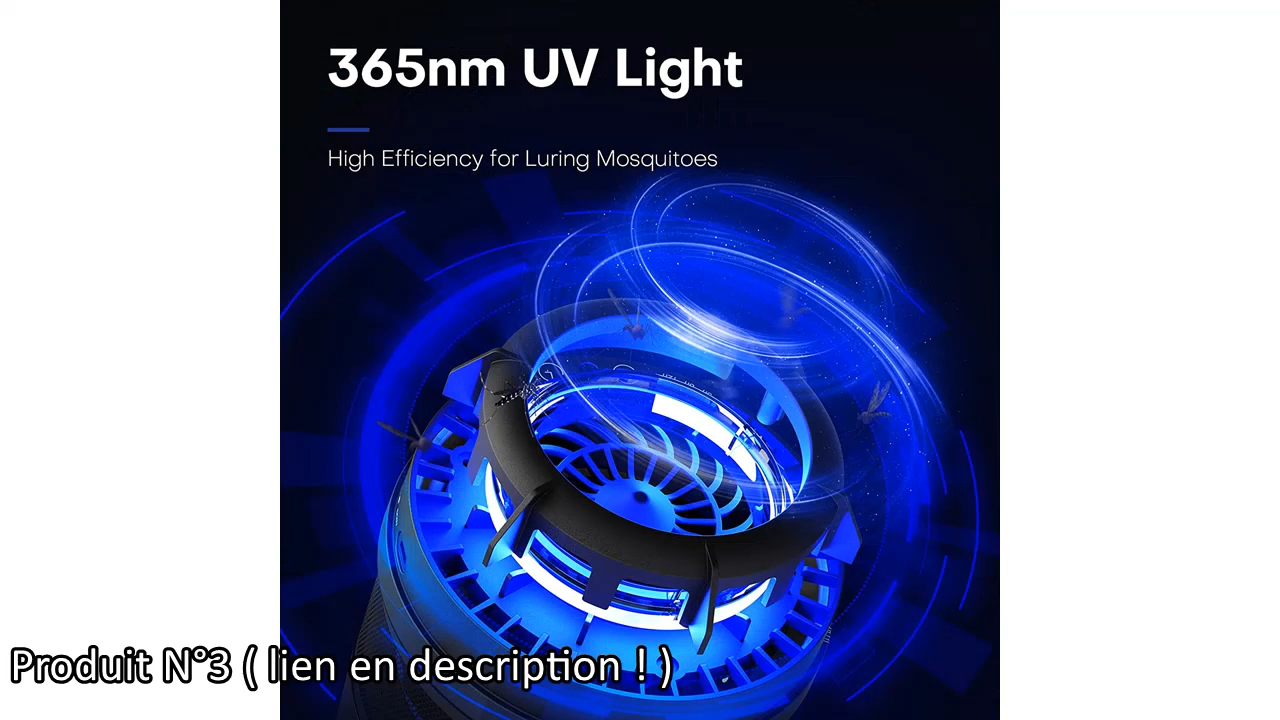 365nm UV Light
High Efficiency for Luring Mosquitoes
Produit N°3 ( lien en description ! )